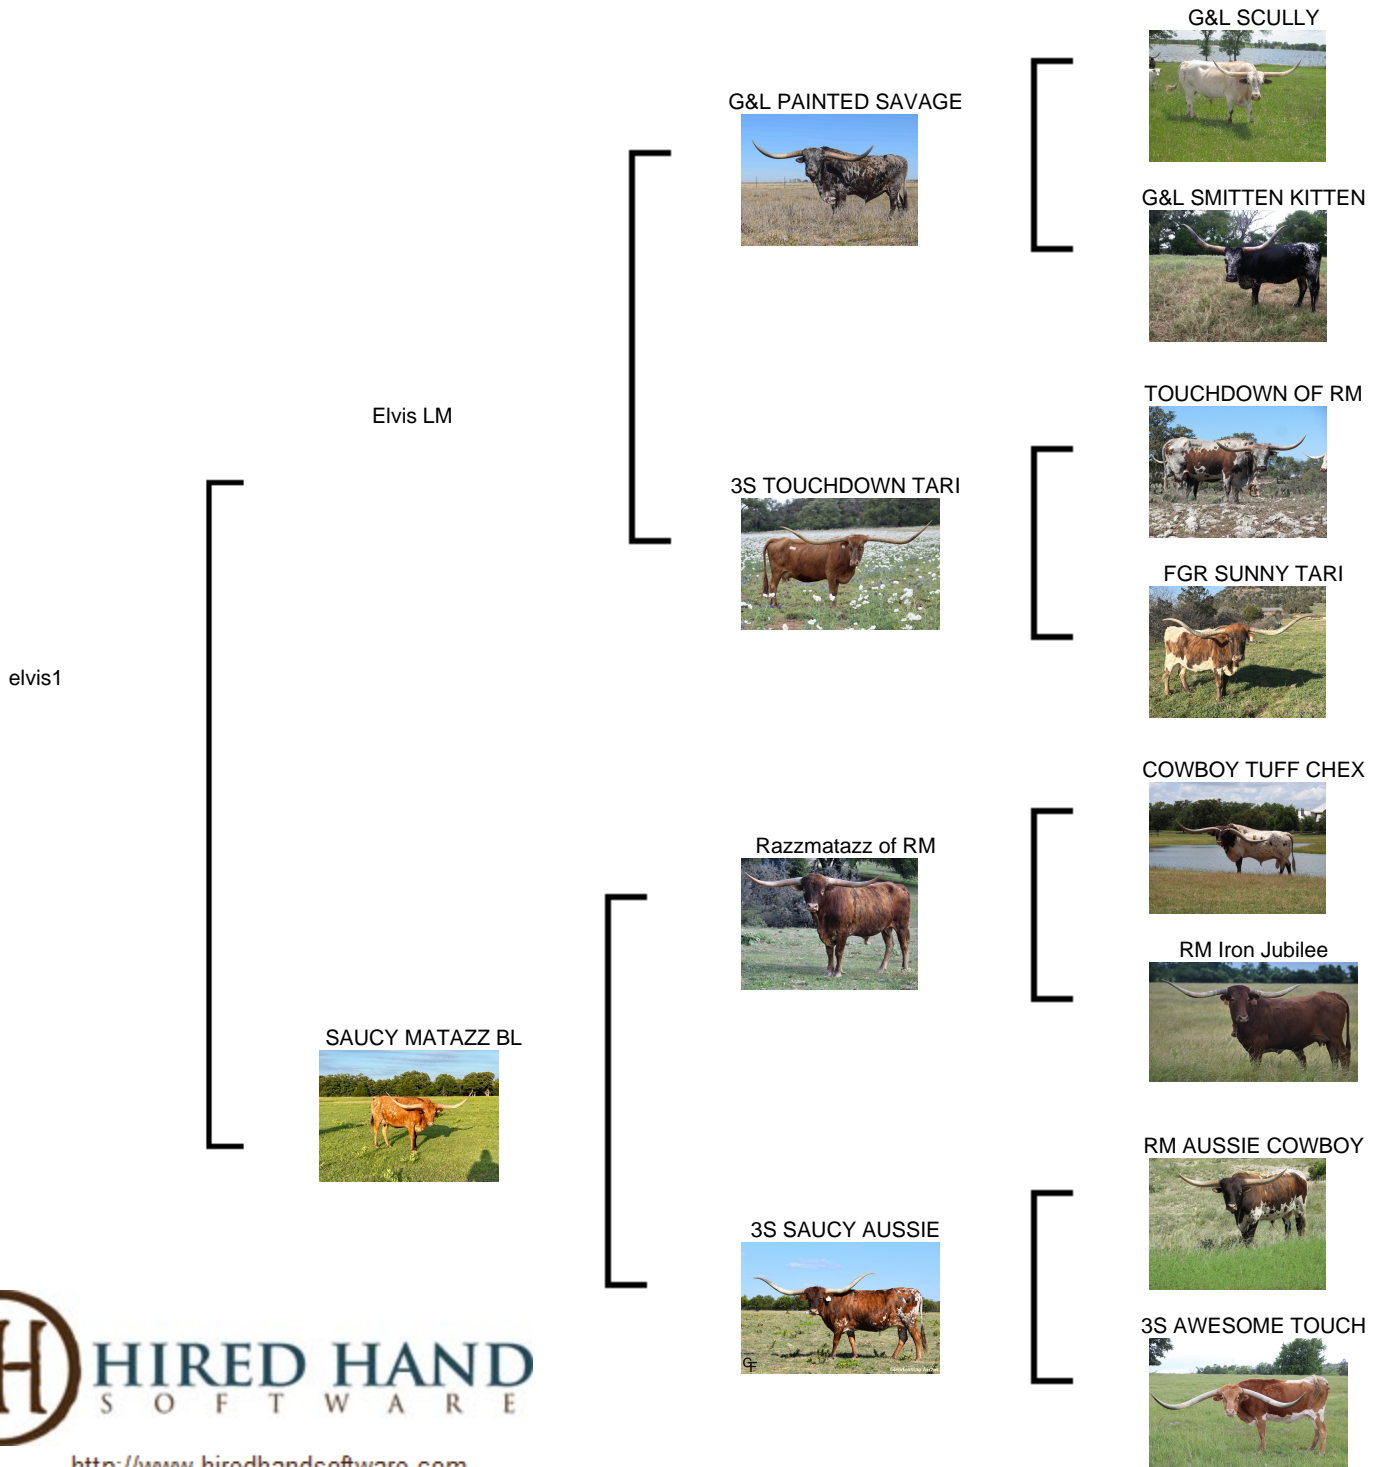 G&L SCULLY
G&L PAINTED SAVAGE
G&L SMITTEN KITTEN
Elvis LM
TOUCHDOWN OF RM
3S TOUCHDOWN TARI
FGR SUNNY TARI
elvis1
COWBOY TUFF CHEX
Razzmatazz of RM
RM Iron Jubilee
SAUCY MATAZZ BL
RM AUSSIE COWBOY
3S SAUCY AUSSIE
3S AWESOME TOUCH
H HIRED HAND
SOFTWARE
http://www.hiredhandsoftware.com